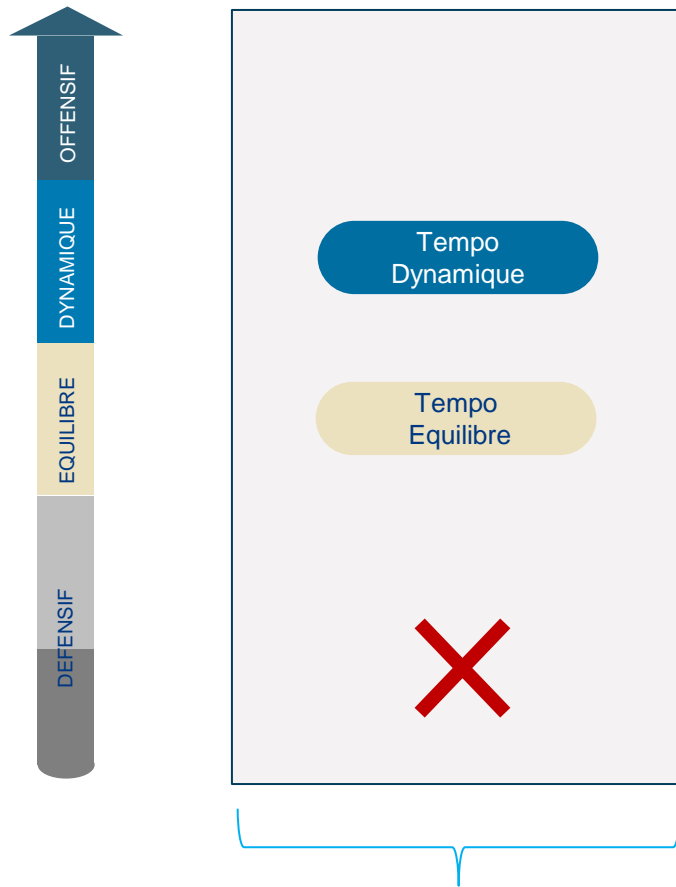 OFFENSIF
DYNAMIQUE
EQUILIBRE
DEFENSIF
Tempo
Dynamique
Tempo
Equilibre